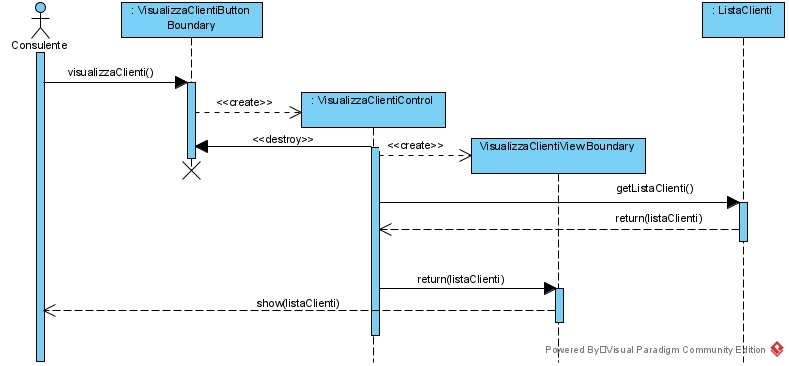 : VisualizzaClientiButton
Boundary
: ListaClienti
Consulente
visualizzaClienti()
<<create>>
: VisualizzaClientiControl
<<destroy>>
<<create>>
VisualizzaClientiViewBoundary
getListaClienti()
return(listaClienti)
return(listaClienti)
show(listaClienti)
Powered By Visual Paradigm Community Edition